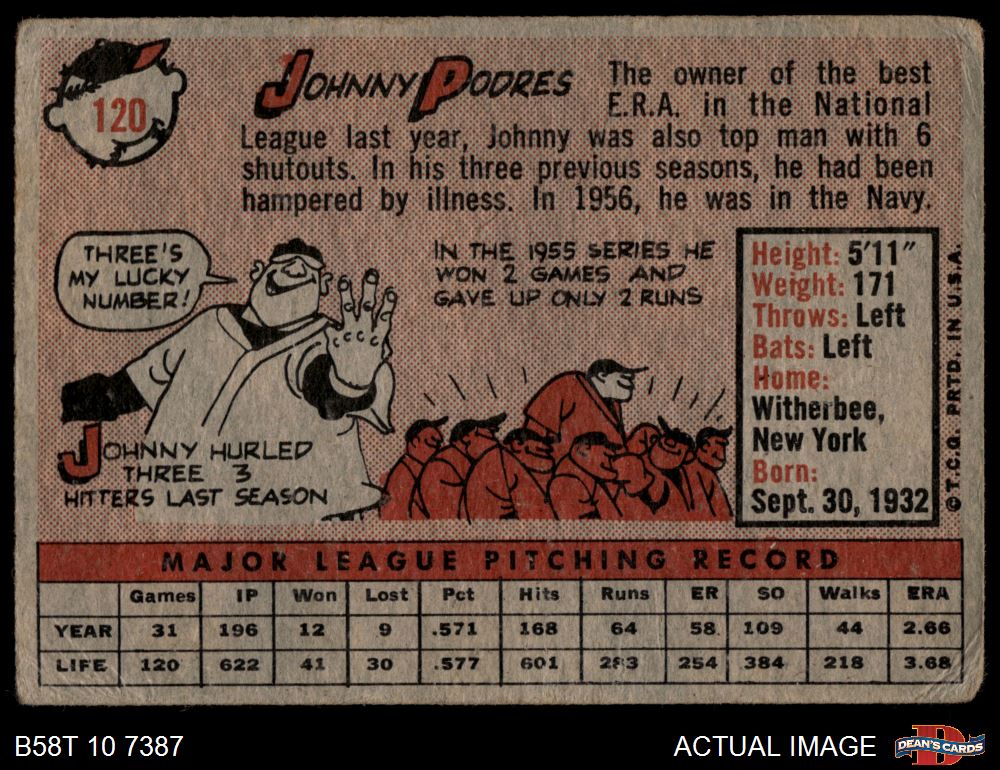 120
JOHNNY PODRES
The owner of the best
E.R.A. in the National
League last year, Johnny was also top man with 6
shutouts. In his three previous seasons, he had been
hampered by illness. In 1956, he was in the Navy.
THREE'S
MY LUCKY
NUMBER!
IN THE 1955 SERIES HE
WON 2 GAMES AND
GAVE UP ONLY 2 RUNS
JOHNNY HURLED
THREE 3
HITTERS LAST SEASON
Height: 5'11"
Weight: 171
Throws: Left
Bats: Left
Home:
Witherbee,
New York
Born:
Sept. 30, 1932
©T.C.G. PRTD. IN U.S.A.
MAJOR LEAGUE PITCHING RECORD
Games IP Won Lost Pct Hits Runs ER SO Walks ERA
YEAR 31 196 12 9 .571 168 64 58 109 44 2.66
LIFE 120 622 41 30 .577 601 283 254 384 218 3.68
B58T 10 7387
ACTUAL IMAGE
DEAN'S CARDS